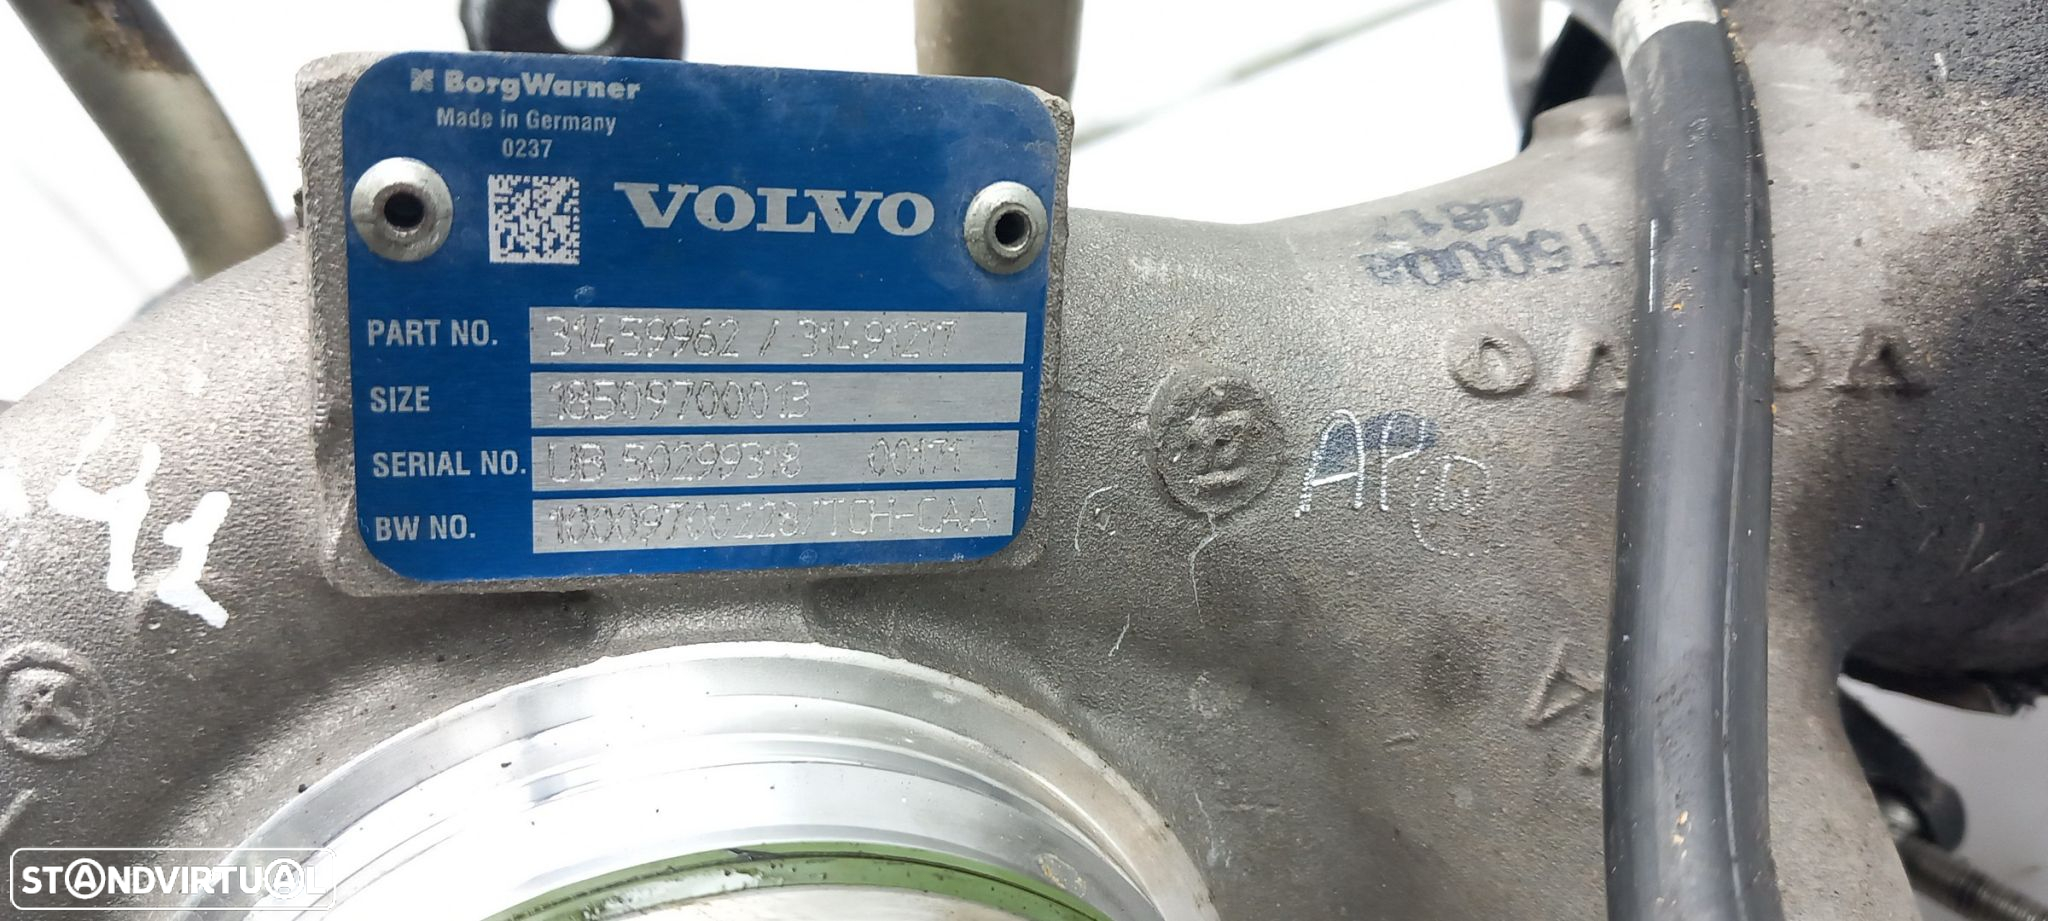 BorgWarner
Made in Germany
0237
VOLVO
PART NO. 31459962 / 31491217
SIZE 18509700013
SERIAL NO. UB 50299318 00171
BW NO. 10009700228/TCH-CAA
AP
STANDVIRTUAL